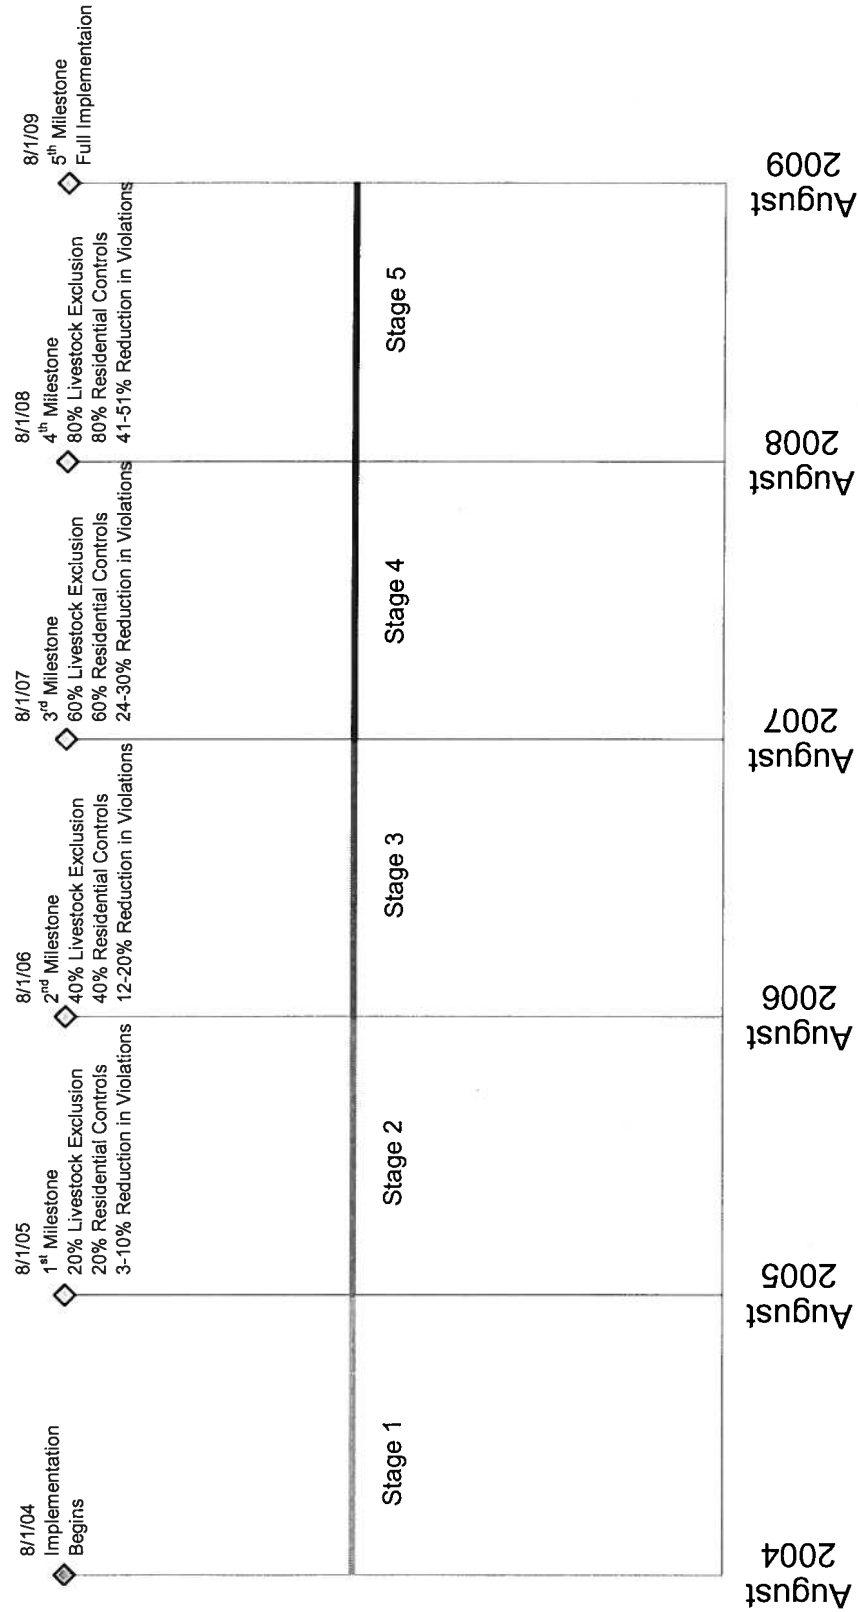 8/1/04
Implementation
Begins
8/1/05
1st Milestone
20% Livestock Exclusion
20% Residential Controls
3-10% Reduction in Violations
8/1/06
2nd Milestone
40% Livestock Exclusion
40% Residential Controls
12-20% Reduction in Violations
8/1/07
3rd Milestone
60% Livestock Exclusion
60% Residential Controls
24-30% Reduction in Violations
8/1/08
4th Milestone
80% Livestock Exclusion
80% Residential Controls
41-51% Reduction in Violations
8/1/09
5th Milestone
Full Implementaion
Stage 1
Stage 2
Stage 3
Stage 4
Stage 5
August
2004
August
2005
August
2006
August
2007
August
2008
August
2009